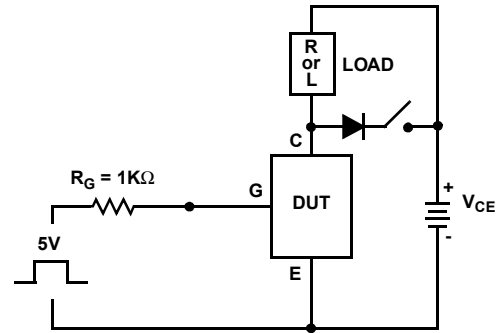 R
or
L
LOAD
C
R_G = 1KΩ
G
DUT
+
V_CE
-
5V
E